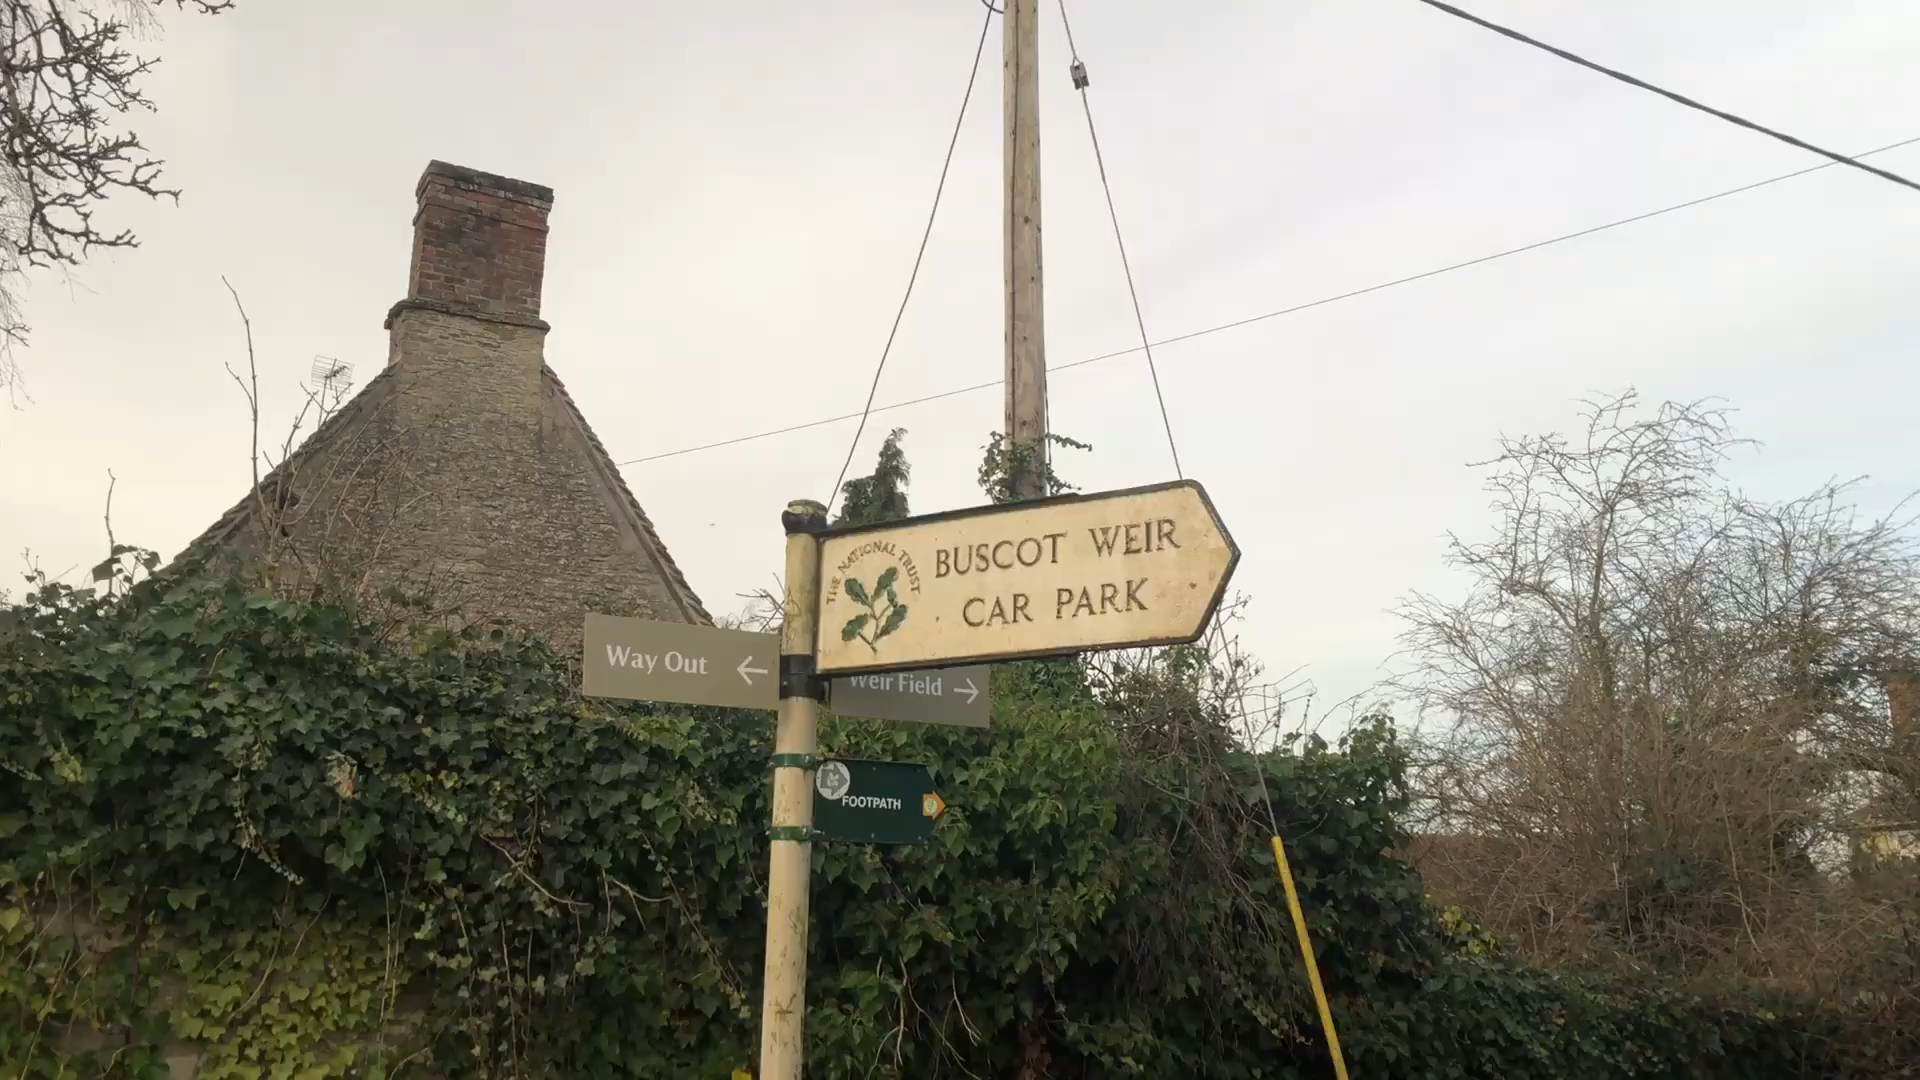 THE NATIONAL TRUST
BUSCOT WEIR
CAR PARK
Way Out ←
Weir Field →
FOOTPATH